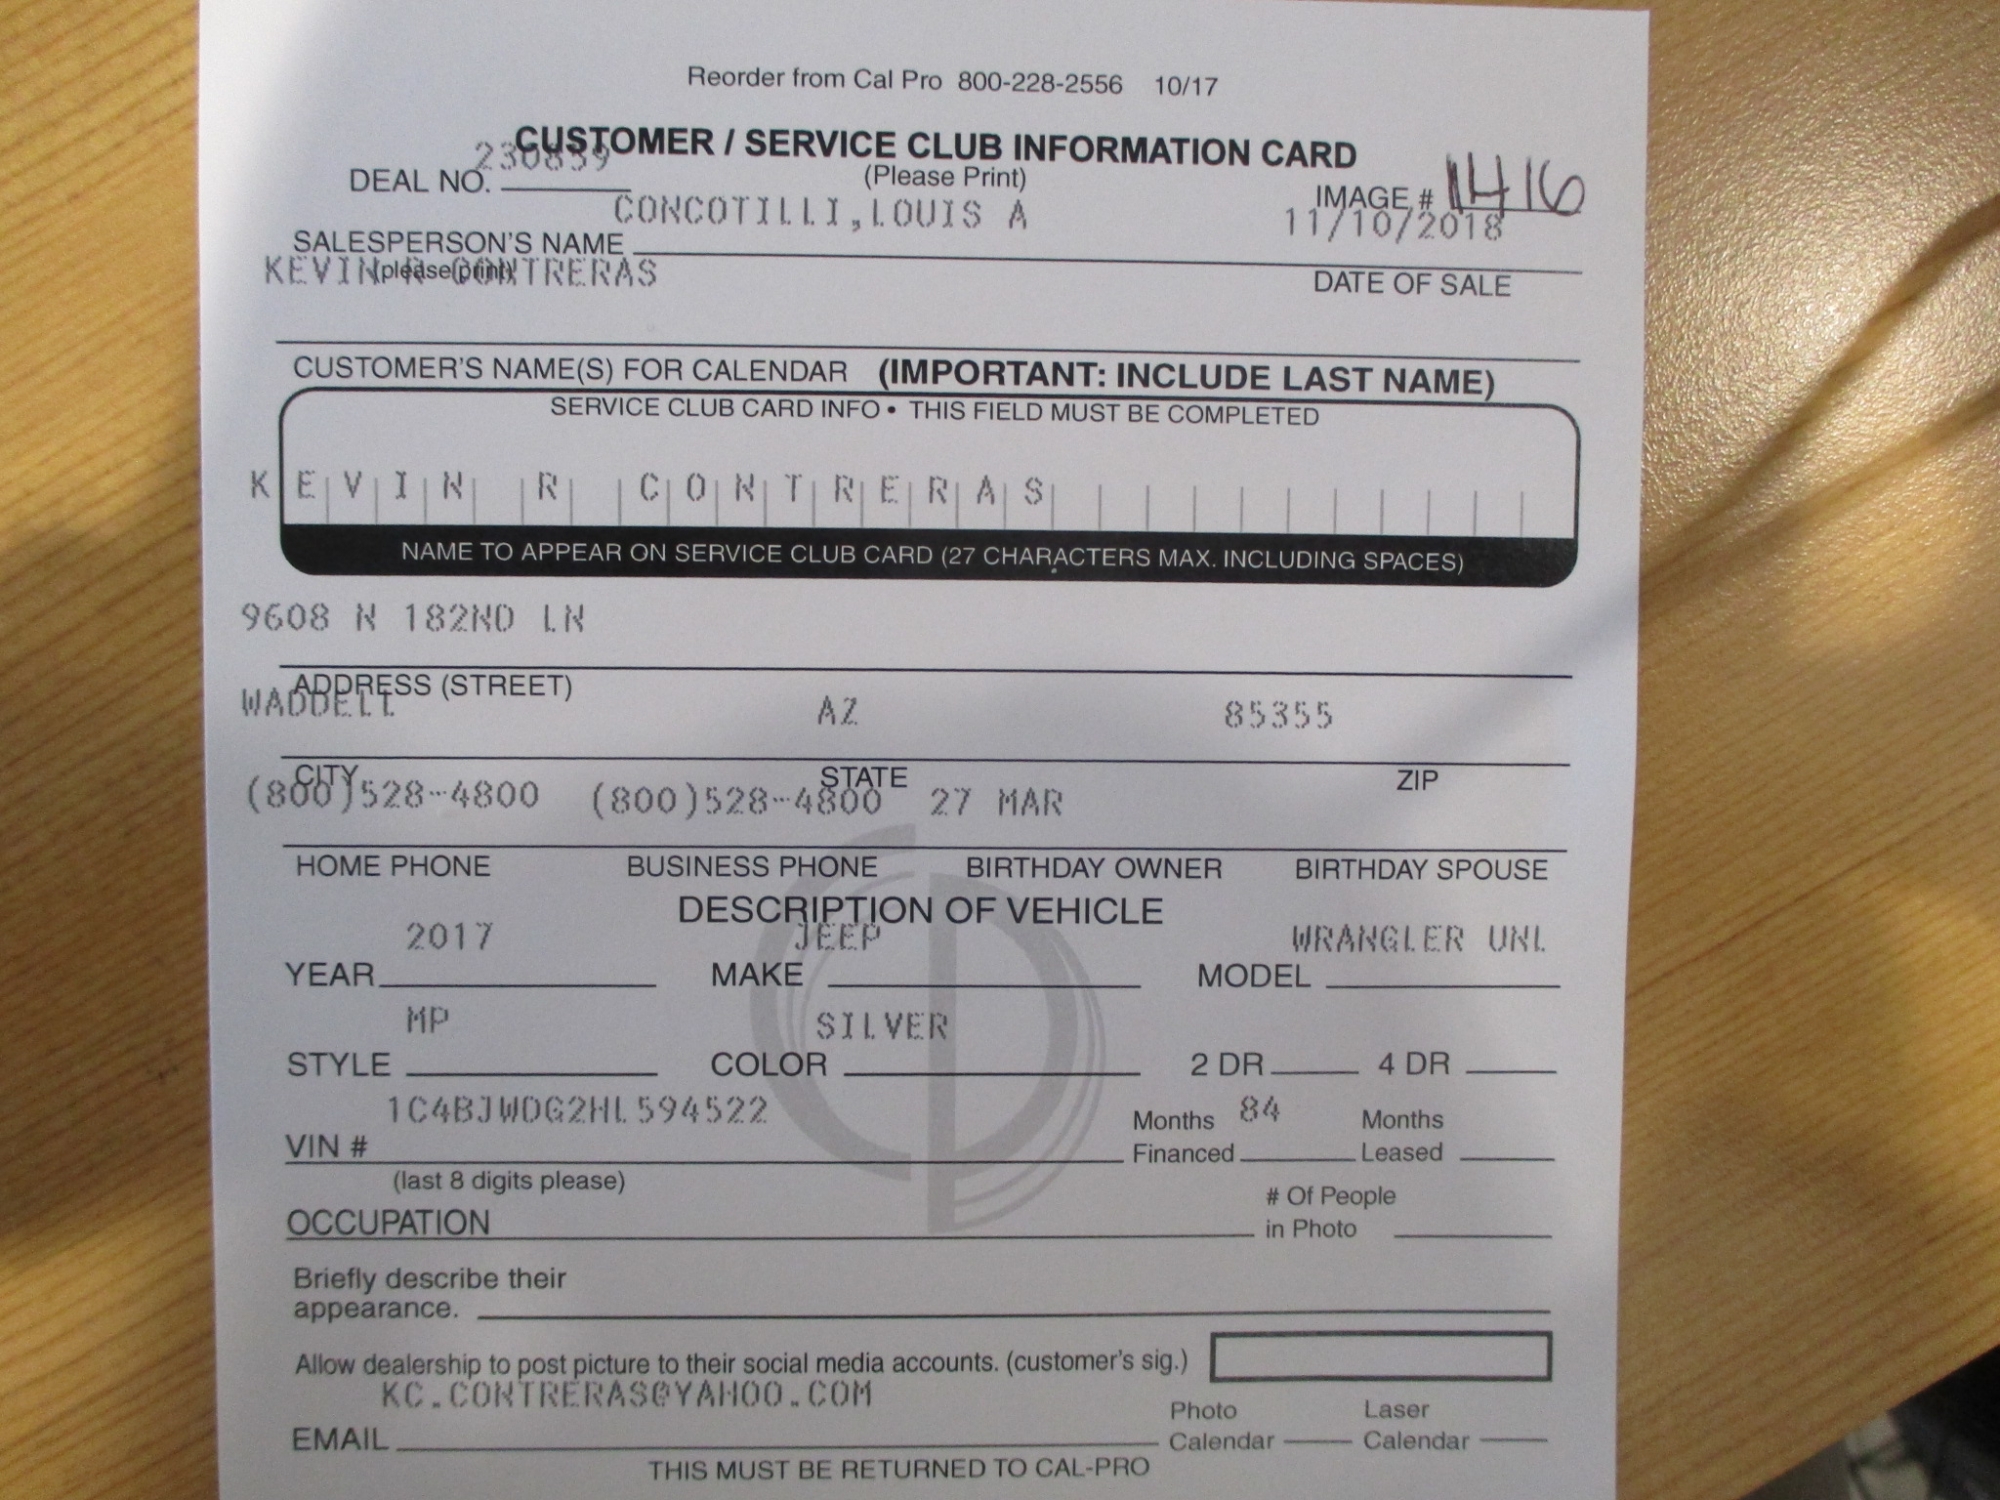 Reorder from Cal Pro 800-228-2556 10/17
CUSTOMER / SERVICE CLUB INFORMATION CARD
230859
DEAL NO. (Please Print) IMAGE # 1416
CONCOTILLI,LOUIS A 11/10/2018
SALESPERSON'S NAME
(please print) DATE OF SALE
KEVIN R CONTRERAS
CUSTOMER'S NAME(S) FOR CALENDAR (IMPORTANT: INCLUDE LAST NAME)
SERVICE CLUB CARD INFO • THIS FIELD MUST BE COMPLETED
KEVIN R CONTRERAS
NAME TO APPEAR ON SERVICE CLUB CARD (27 CHARACTERS MAX. INCLUDING SPACES)
9608 N 182ND LN
ADDRESS (STREET)
WADDELL AZ 85355
CITY STATE ZIP
(800)528-4800 (800)528-4800 27 MAR
HOME PHONE BUSINESS PHONE BIRTHDAY OWNER BIRTHDAY SPOUSE
DESCRIPTION OF VEHICLE
2017 JEEP WRANGLER UNL
YEAR MAKE MODEL
MP SILVER
STYLE COLOR 2 DR 4 DR
1C4BJWDG2HL594522 Months 84 Months
VIN # Financed Leased
(last 8 digits please) # Of People
OCCUPATION in Photo
Briefly describe their
appearance.
Allow dealership to post picture to their social media accounts. (customer's sig.)
KC.CONTRERAS@YAHOO.COM Photo Laser
EMAIL Calendar Calendar
THIS MUST BE RETURNED TO CAL-PRO